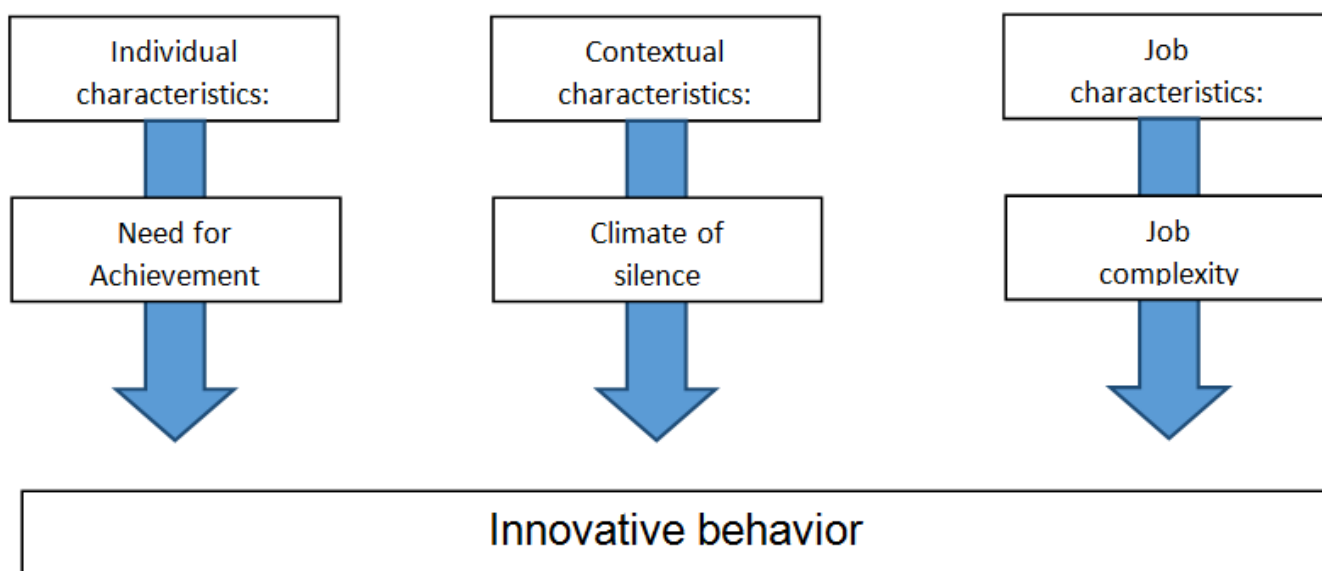 Individual
characteristics:
Contextual
characteristics:
Job
characteristics:
Need for
Achievement
Climate of
silence
Job
complexity
Innovative behavior